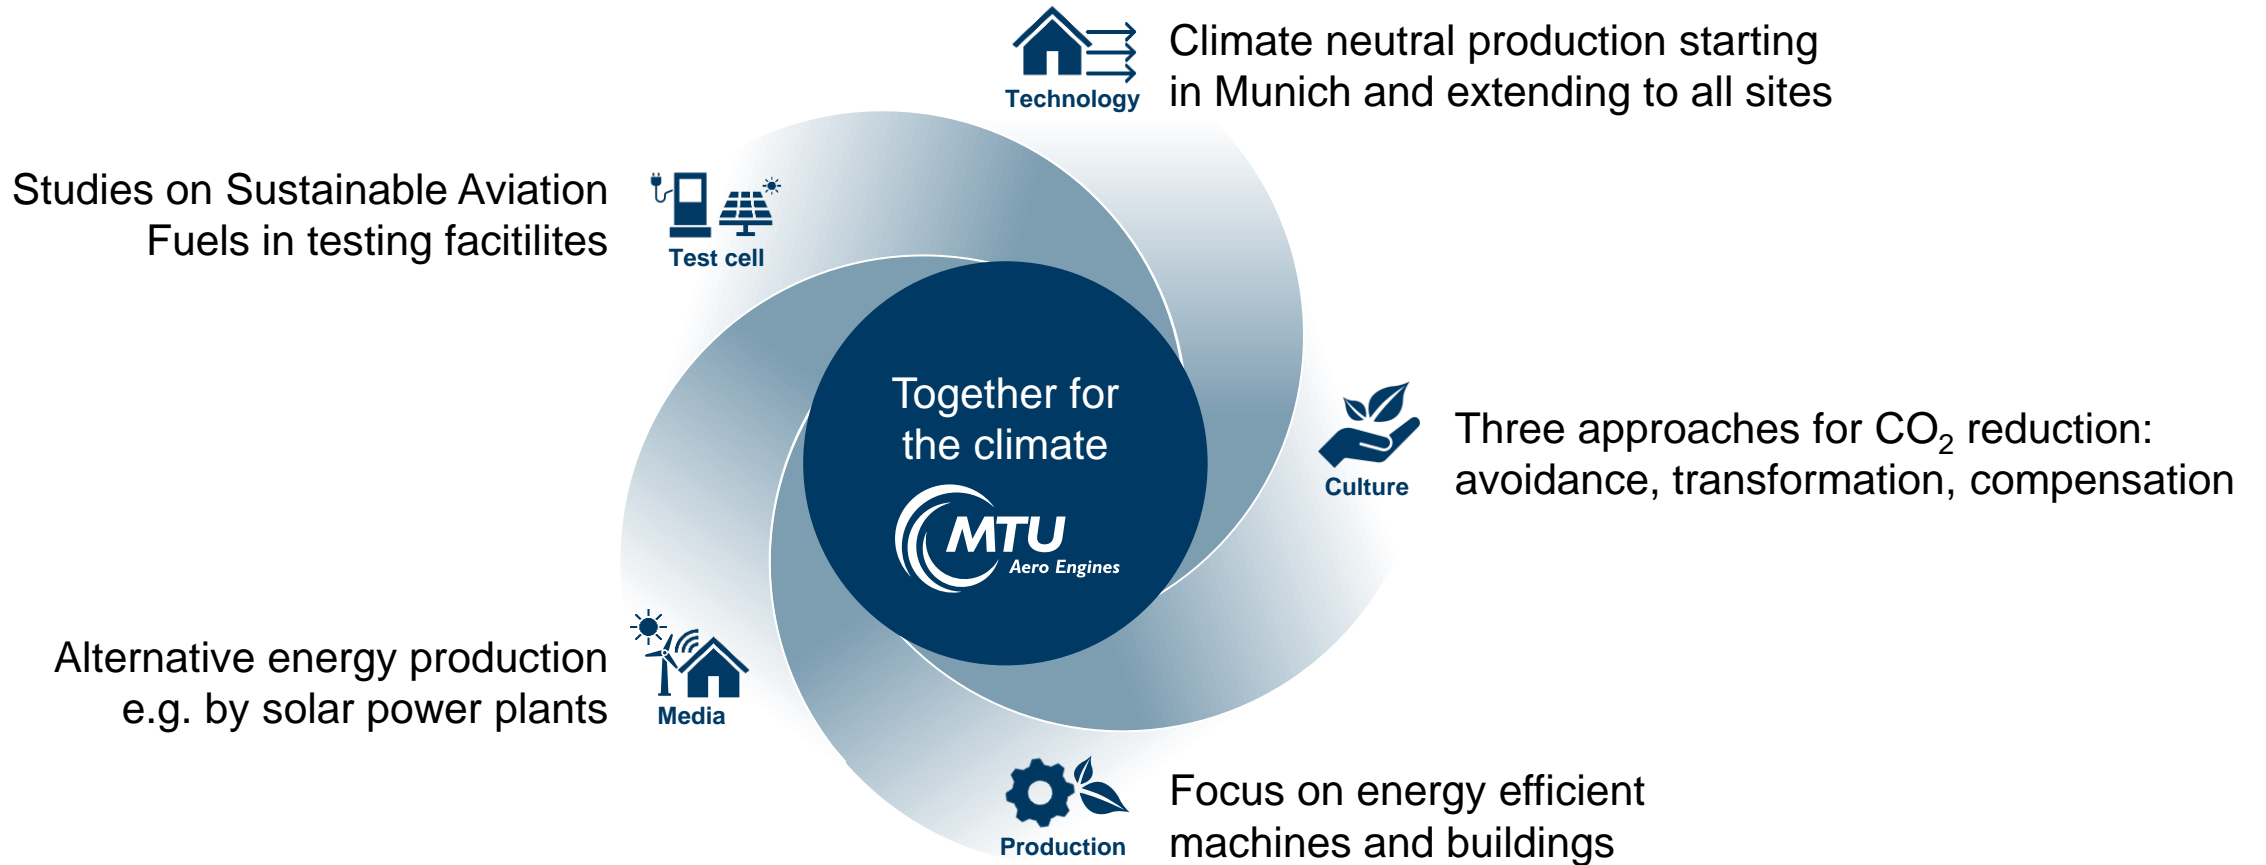 Technology
Climate neutral production starting
in Munich and extending to all sites
Studies on Sustainable Aviation
Fuels in testing facitilites
Test cell
Together for
the climate
MTU
Aero Engines
Culture
Three approaches for CO₂ reduction:
avoidance, transformation, compensation
Alternative energy production
e.g. by solar power plants
Media
Production
Focus on energy efficient
machines and buildings